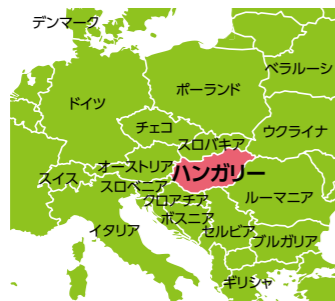 デンマーク
ベラルーシ
ドイツ
ポーランド
チェコ
ウクライナ
スロバキア
オーストリア
ハンガリー
スイス
スロベニア
クロアチア
ルーマニア
ボスニア
イタリア
セルビア
ブルガリア
ギリシャ